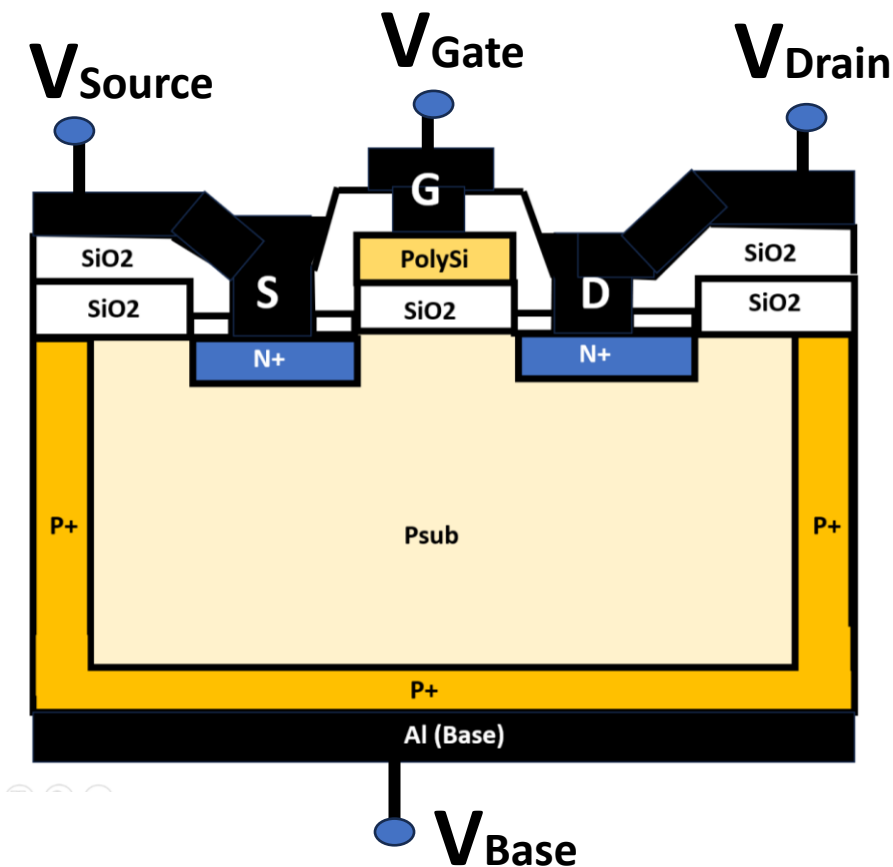 VSource
VGate
VDrain
G
SiO2
PolySi
SiO2
SiO2
S
SiO2
D
SiO2
N+
N+
P+
Psub
P+
P+
Al (Base)
VBase